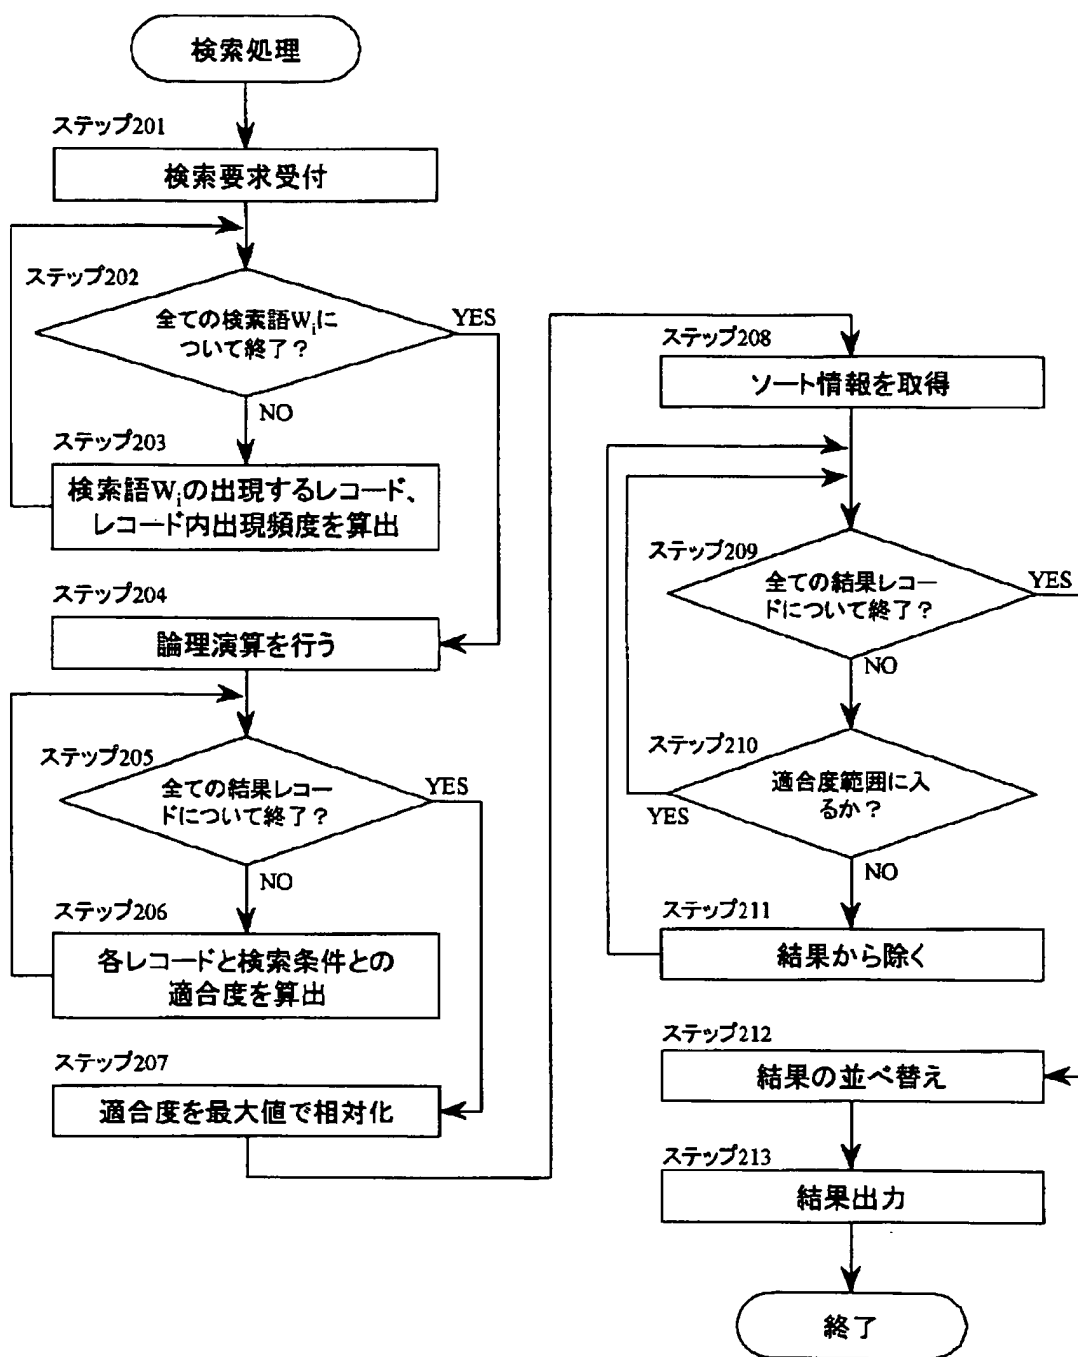 検索処理
ステップ201
検索要求受付
ステップ202
全ての検索語Wiに
ついて終了？
YES
NO
ステップ203
検索語Wiの出現するレコード、
レコード内出現頻度を算出
ステップ204
論理演算を行う
ステップ205
全ての結果レコー
ドについて終了？
YES
NO
ステップ206
各レコードと検索条件との
適合度を算出
ステップ207
適合度を最大値で相対化
ステップ208
ソート情報を取得
ステップ209
全ての結果レコー
ドについて終了？
YES
NO
ステップ210
適合度範囲に入
るか？
YES
NO
ステップ211
結果から除く
ステップ212
結果の並べ替え
ステップ213
結果出力
終了